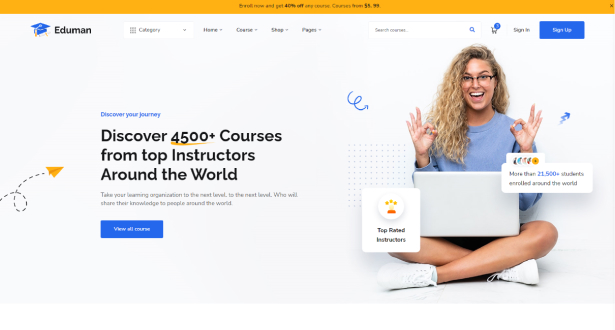 Enroll now and get 40% off any course. Courses from $5.99.
Eduman
Category
Home
Course
Shop
Pages
Search courses..
Sign In
Sign Up
Discover your journey
Discover 4500+ Courses
from top Instructors
Around the World
Take your learning organization to the next level, to the next level. Who will
share their knowledge to people around the world.
View all course
More than 21,500+ students
enrolled around the world
Top Rated
Instructors